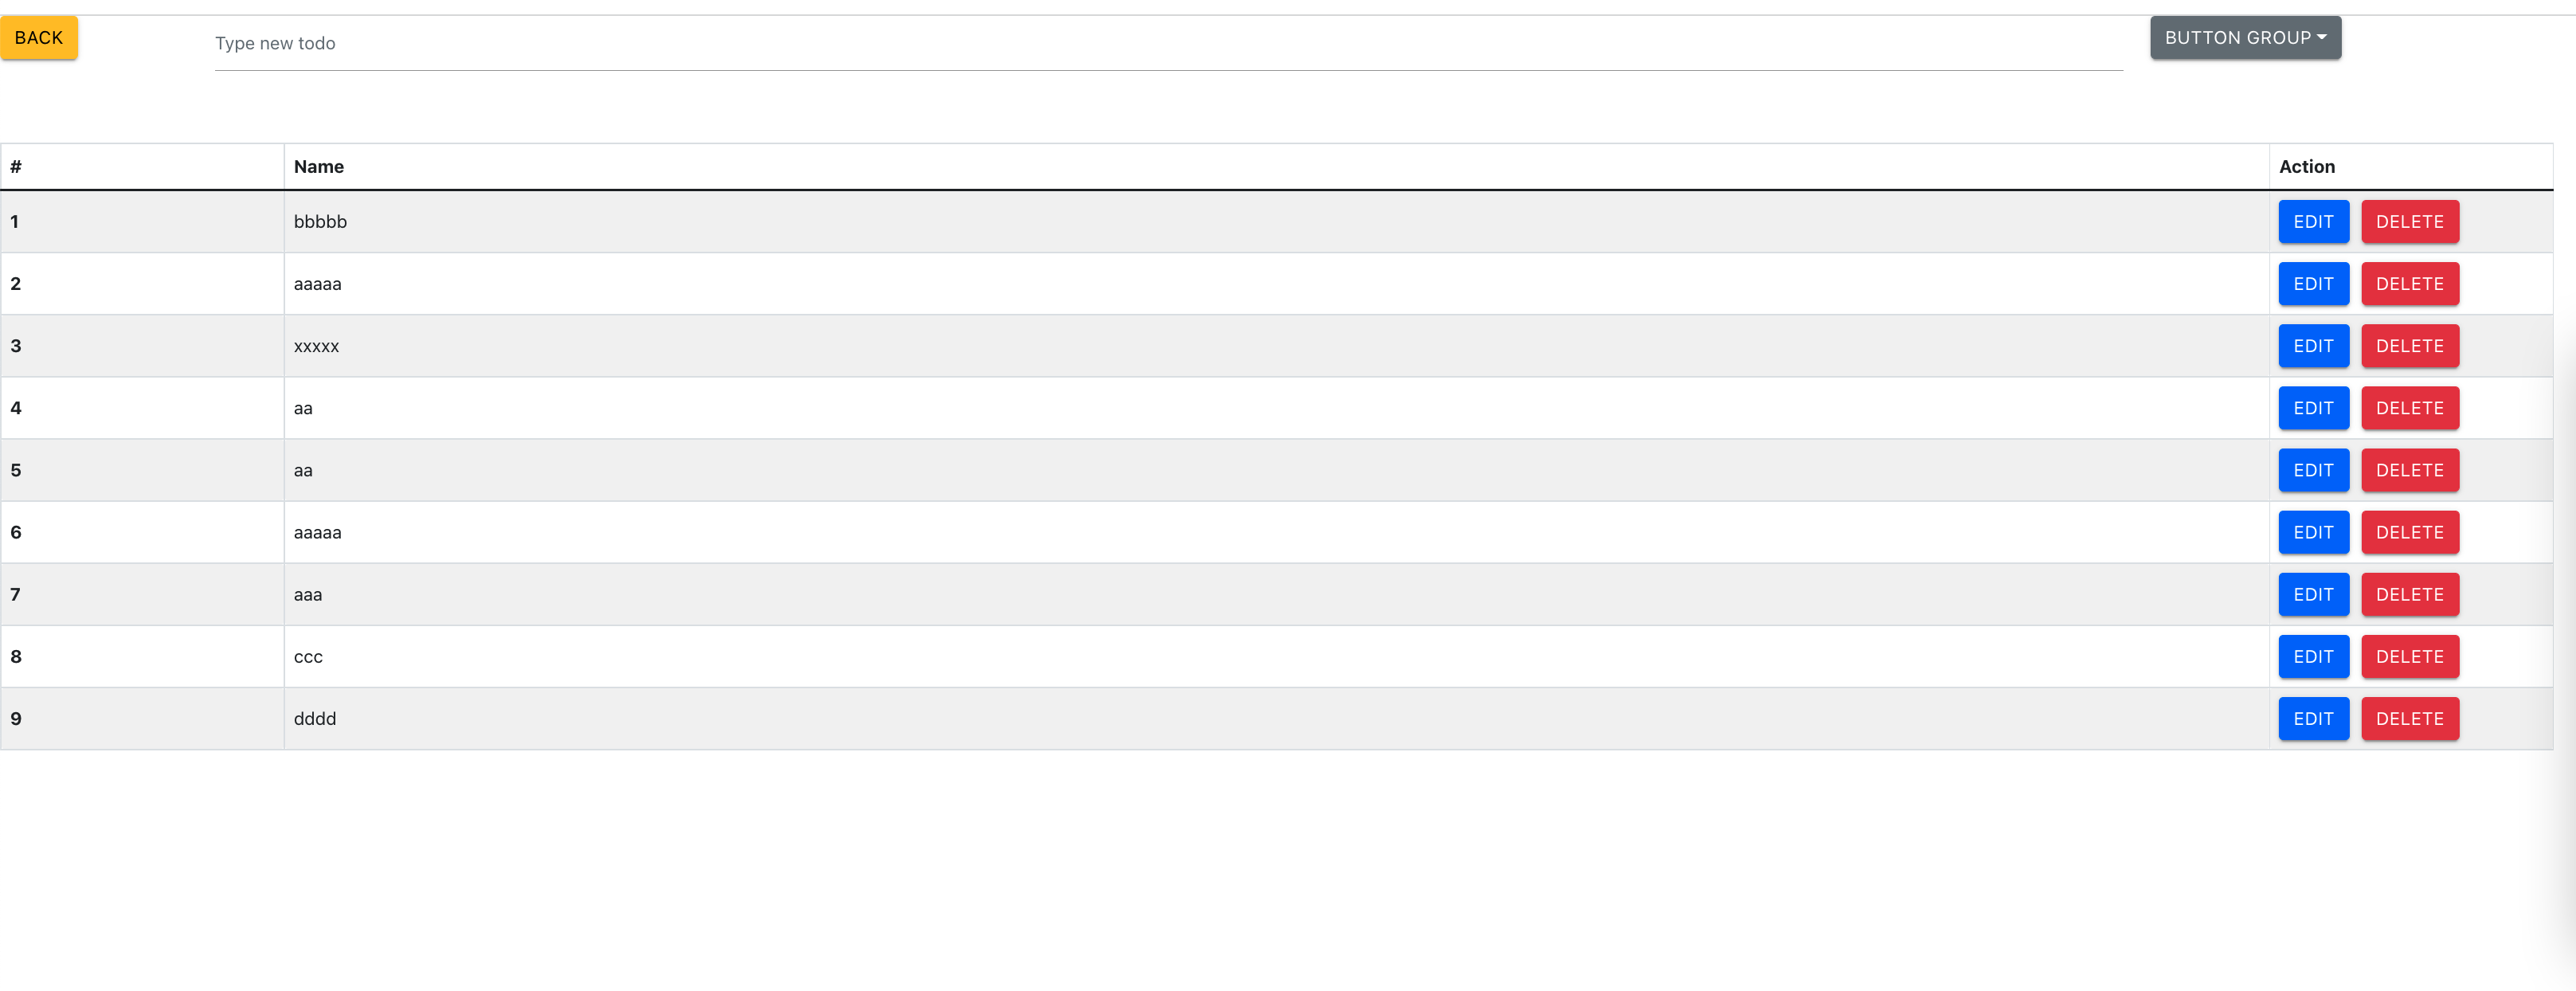 BACK Type new todo BUTTON GROUP
# Name Action
1 bbbbb EDIT DELETE
2 aaaaa EDIT DELETE
3 xxxxx EDIT DELETE
4 aa EDIT DELETE
5 aa EDIT DELETE
6 aaaaa EDIT DELETE
7 aaa EDIT DELETE
8 ccc EDIT DELETE
9 dddd EDIT DELETE